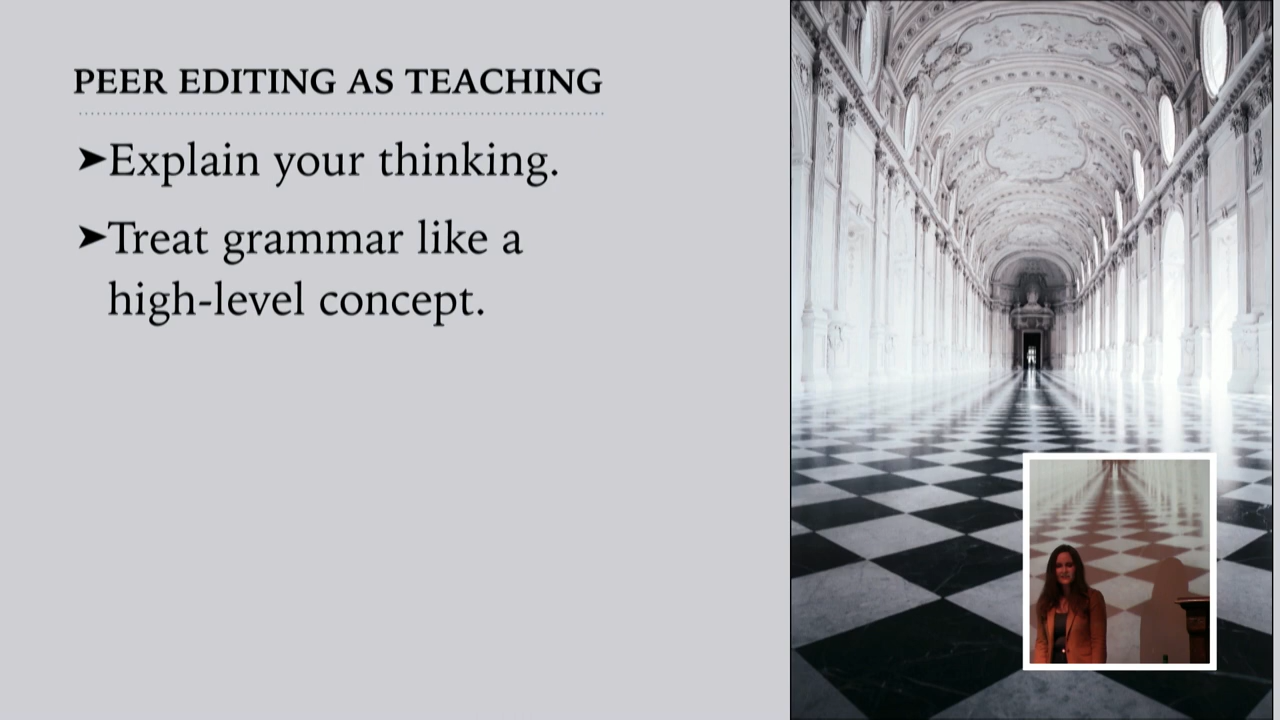 PEER EDITING AS TEACHING
➤Explain your thinking.
➤Treat grammar like a
high-level concept.